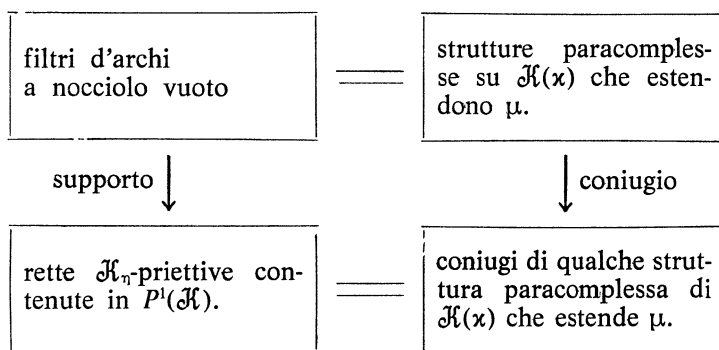 filtri d'archi
a nocciolo vuoto
strutture paracomples-
se su 𝒦(ϰ) che esten-
dono μ.
supporto
coniugio
rette 𝒦η-priettive con-
tenute in P¹(𝒦).
coniugi di qualche strut-
tura paracomplessa di
𝒦(ϰ) che estende μ.